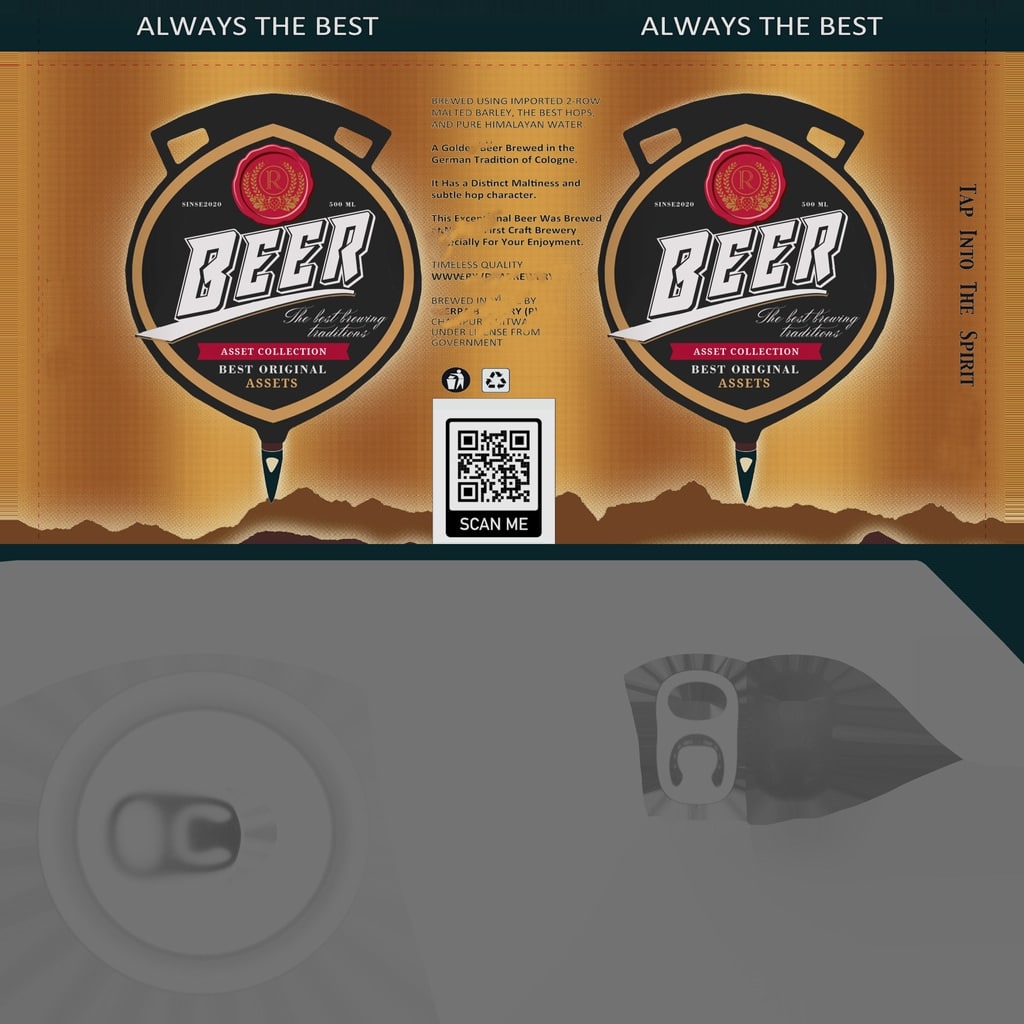 ALWAYS THE BEST
ALWAYS THE BEST
R
SINSE2020
500 ML
BEER
The best brewing
traditions
ASSET COLLECTION
BEST ORIGINAL
ASSETS
BREWED USING IMPORTED 2-ROW
MALTED BARLEY, THE BEST HOPS,
AND PURE HIMALAYAN WATER.
A Beer Brewed in the
German Tradition of Cologne.
It Has a Distinct Maltiness and
subtle hop character.
This Beer Was Brewed
Craft Brewery
For Your Enjoyment.
TIMELESS QUALITY
BREWED IN BY
UNDER FROM
GOVERNMENT
SCAN ME
R
SINSE2020
500 ML
BEER
The best brewing
traditions
ASSET COLLECTION
BEST ORIGINAL
ASSETS
TAP INTO THE SPIRIT